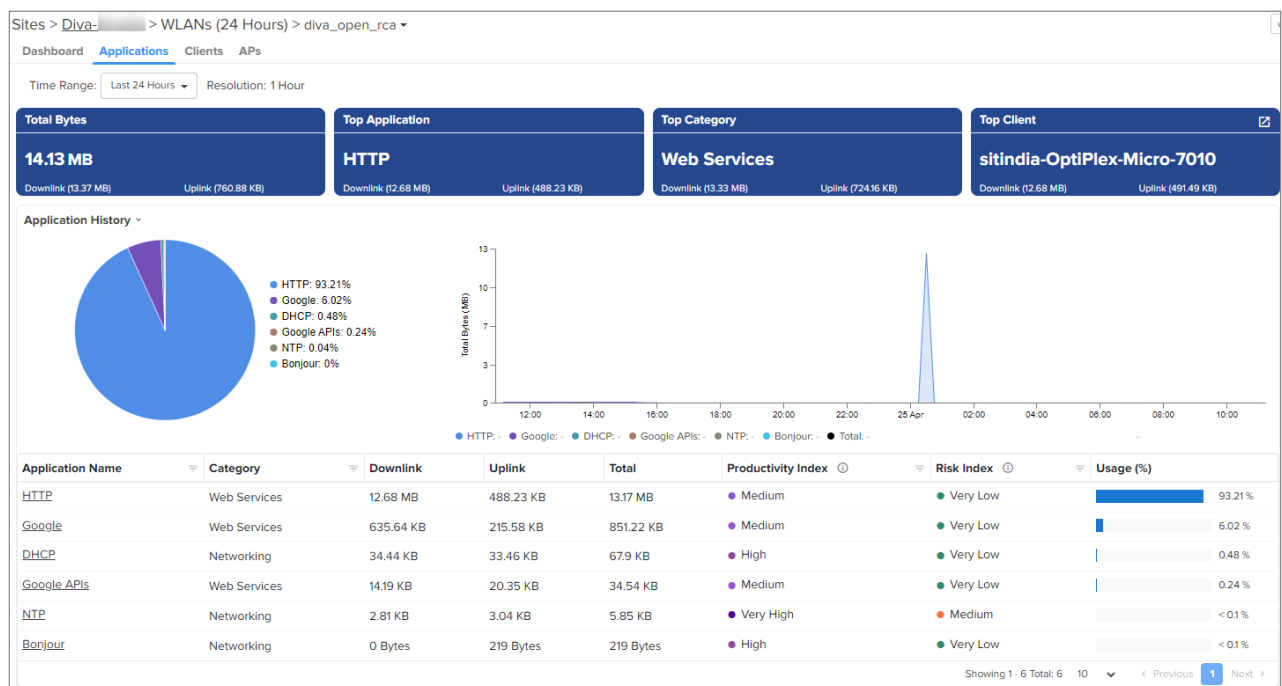 Sites > Diva- > WLANs (24 Hours) > diva_open_rca
Dashboard Applications Clients APs
Time Range: Last 24 Hours Resolution: 1 Hour
Total Bytes Top Application Top Category Top Client
14.13 MB HTTP Web Services sitindia-OptiPlex-Micro-7010
Downlink (13.37 MB) Uplink (760.88 KB) Downlink (12.68 MB) Uplink (488.23 KB) Downlink (13.33 MB) Uplink (724.16 KB) Downlink (12.68 MB) Uplink (491.49 KB)
Application History
HTTP: 93.21%
Google: 6.02%
DHCP: 0.48%
Google APIs: 0.24%
NTP: 0.04%
Bonjour: 0%
Total Bytes (MB)
13
10
7
3
0
12:00 14:00 16:00 18:00 20:00 22:00 25 Apr 02:00 04:00 06:00 08:00 10:00
HTTP: - Google: - DHCP: - Google APIs: - NTP: - Bonjour: - Total: - -
Application Name Category Downlink Uplink Total Productivity Index Risk Index Usage (%)
HTTP Web Services 12.68 MB 488.23 KB 13.17 MB Medium Very Low 93.21 %
Google Web Services 635.64 KB 215.58 KB 851.22 KB Medium Very Low 6.02 %
DHCP Networking 34.44 KB 33.46 KB 67.9 KB High Very Low 0.48 %
Google APIs Web Services 14.19 KB 20.35 KB 34.54 KB Medium Very Low 0.24 %
NTP Networking 2.81 KB 3.04 KB 5.85 KB Very High Medium < 0.1 %
Bonjour Networking 0 Bytes 219 Bytes 219 Bytes High Very Low < 0.1 %
Showing 1 - 6 Total: 6 10 < Previous 1 Next >